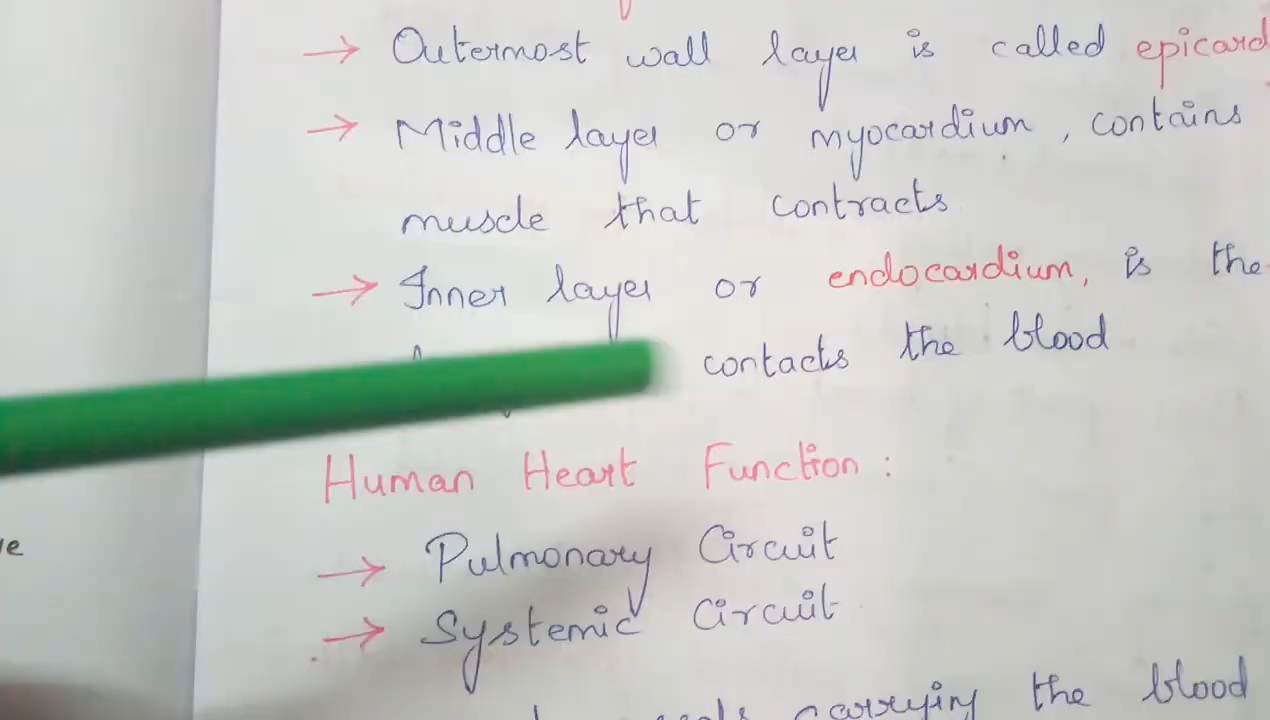 → Outermost wall layer is called epicard
→ Middle layer or myocardium, contains
muscle that contracts
→ Inner layer or endocardium, is the
contacts the blood
Human Heart Function :
→ Pulmonary Circuit
→ Systemic Circuit
carrying the blood